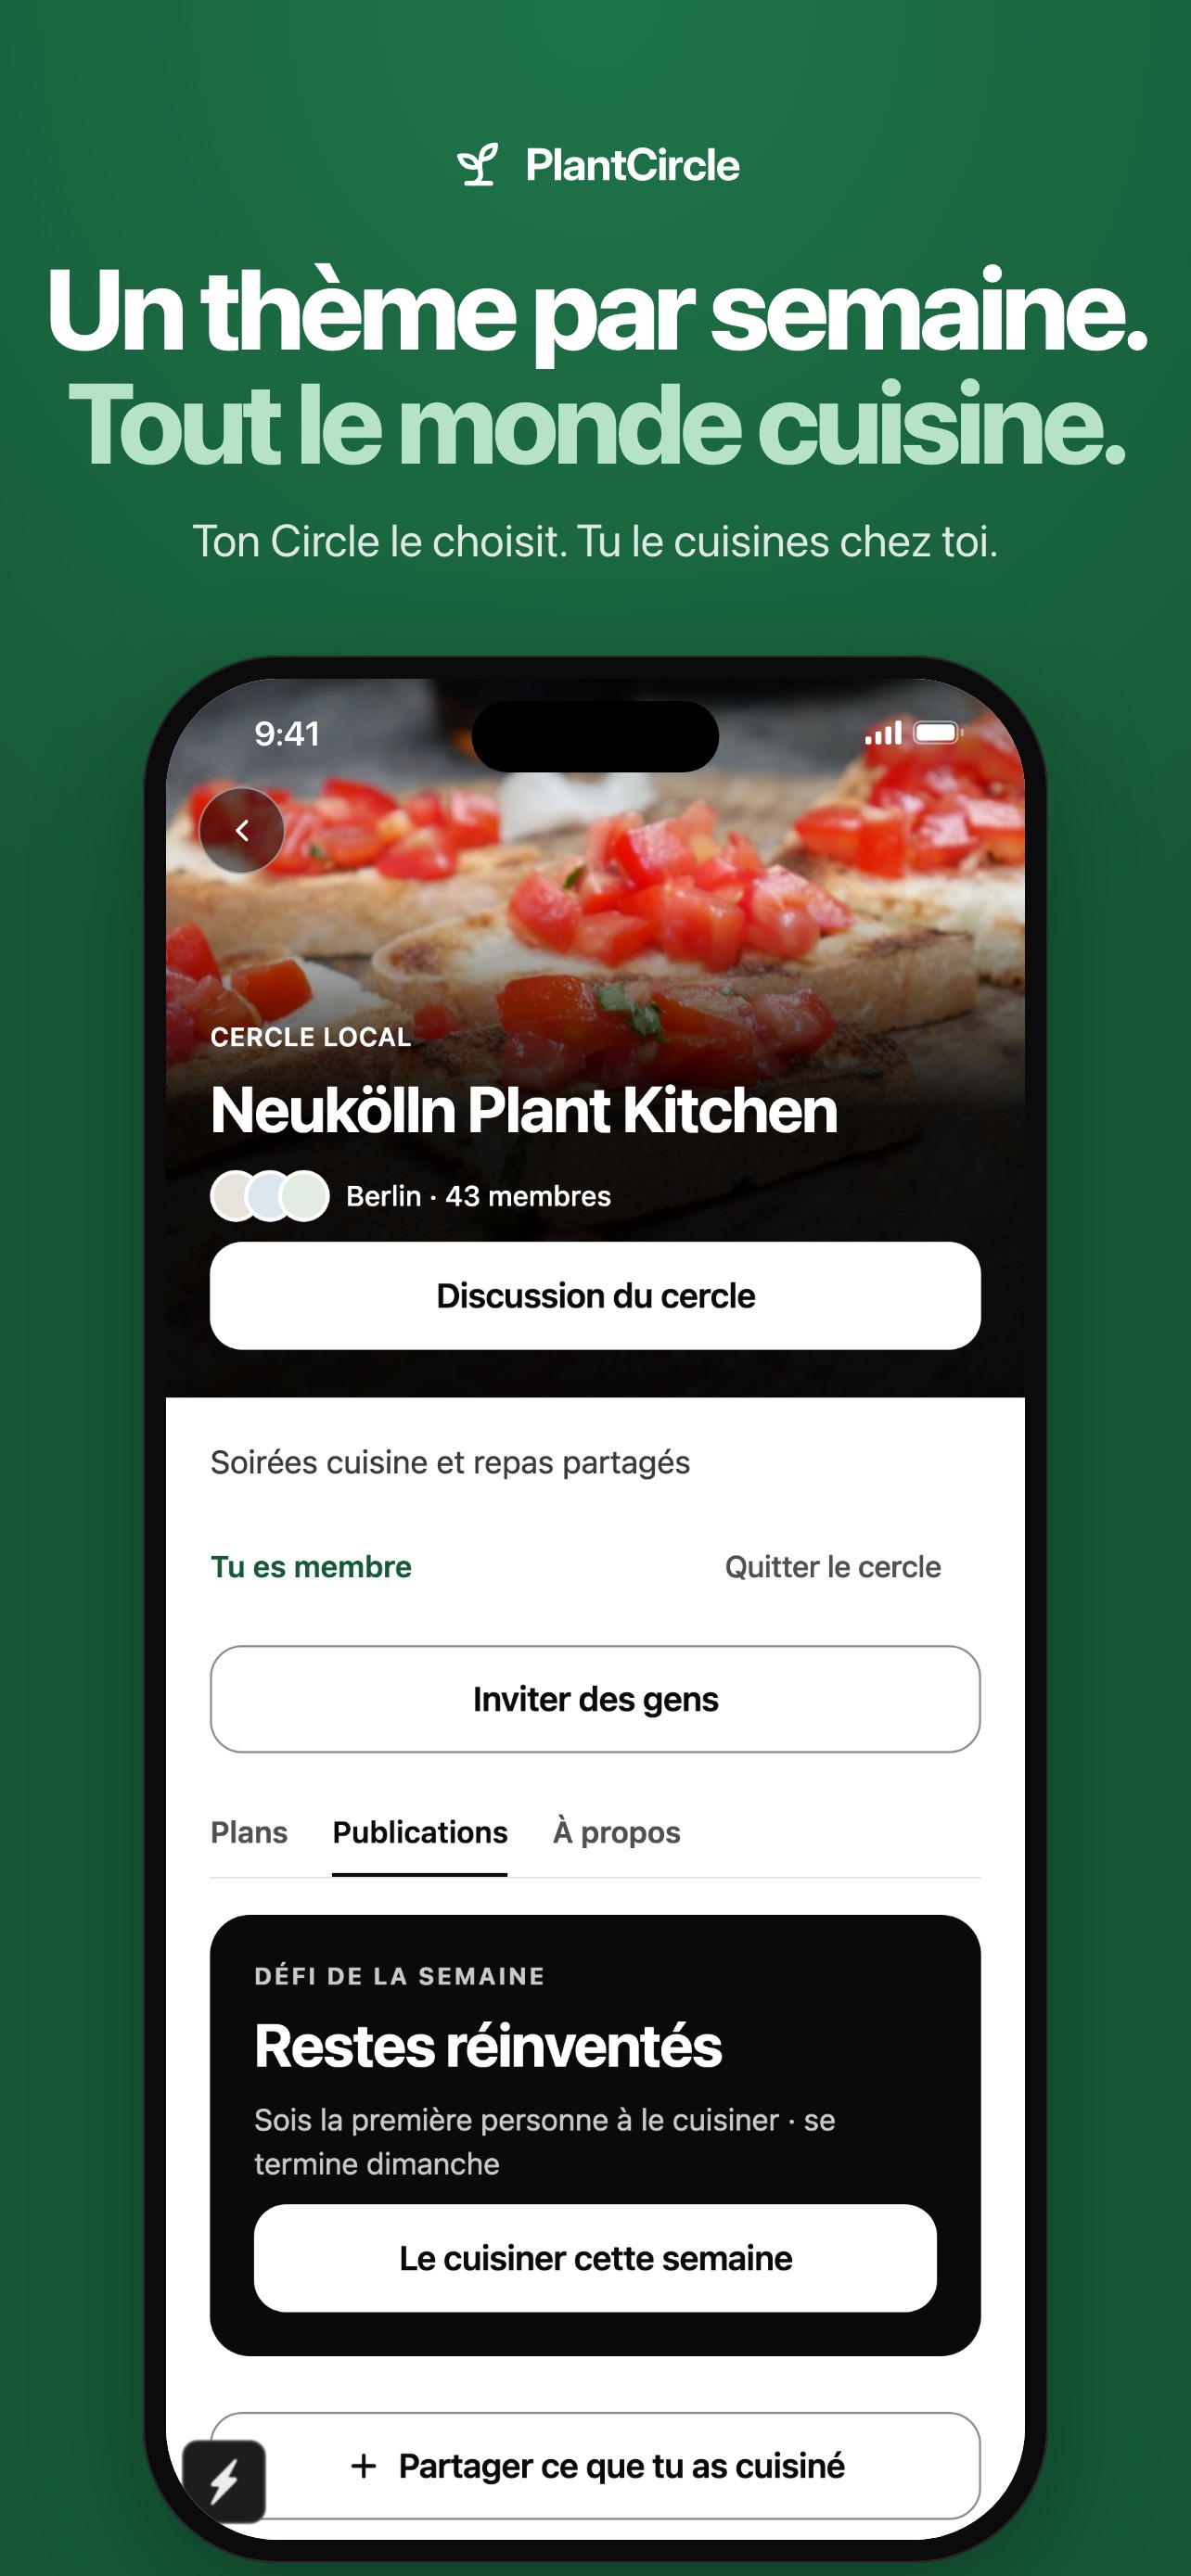 PlantCircle
Un thème par semaine.
Tout le monde cuisine.
Ton Circle le choisit. Tu le cuisines chez toi.
9:41
CERCLE LOCAL
Neukölln Plant Kitchen
Berlin · 43 membres
Discussion du cercle
Soirées cuisine et repas partagés
Tu es membre
Quitter le cercle
Inviter des gens
Plans
Publications
À propos
DÉFI DE LA SEMAINE
Restes réinventés
Sois la première personne à le cuisiner · se
termine dimanche
Le cuisiner cette semaine
+ Partager ce que tu as cuisiné